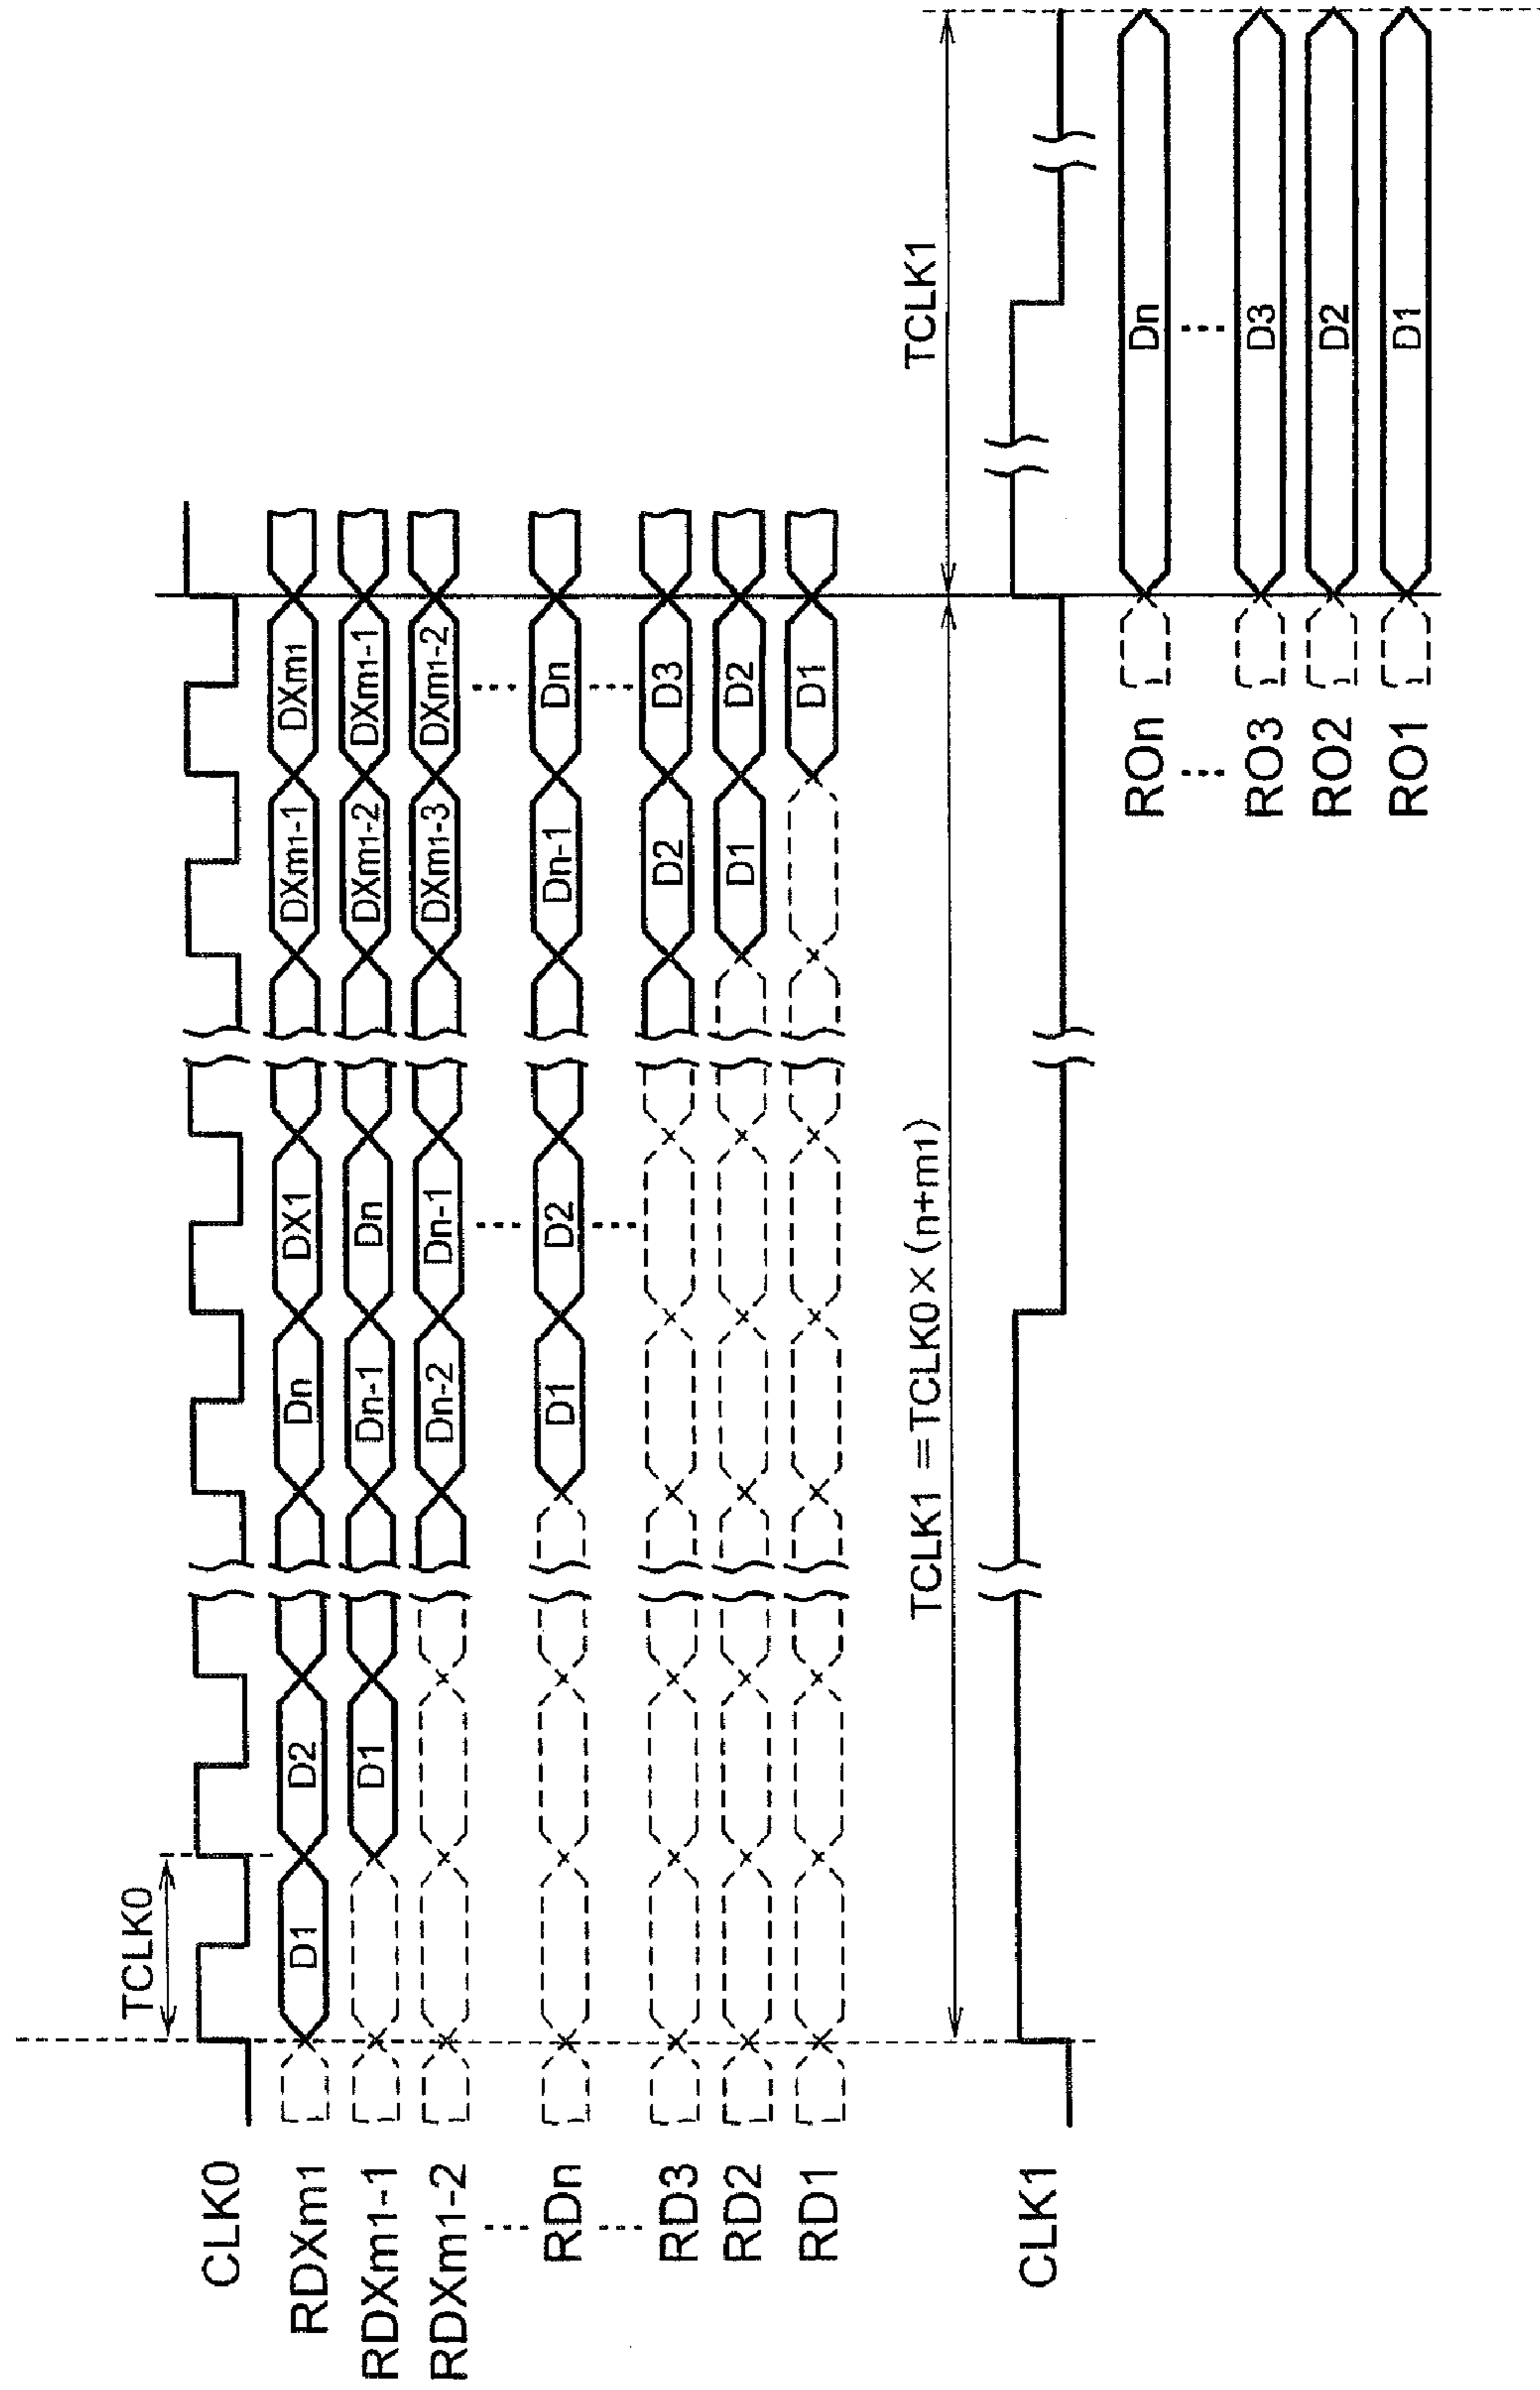 TCLK0
CLK0
RDXm1 D1 D2 Dn DX1 DXm1-1 DXm1
RDXm1-1 D1 Dn-1 Dn DXm1-2 DXm1-1
RDXm1-2 Dn-2 Dn-1 DXm1-3 DXm1-2
RDn D1 D2 Dn-1 Dn
RD3 D2 D3
RD2 D1 D2
RD1 D1
TCLK1=TCLK0×(n+m1) TCLK1
CLK1
ROn Dn
RO3 D3
RO2 D2
RO1 D1